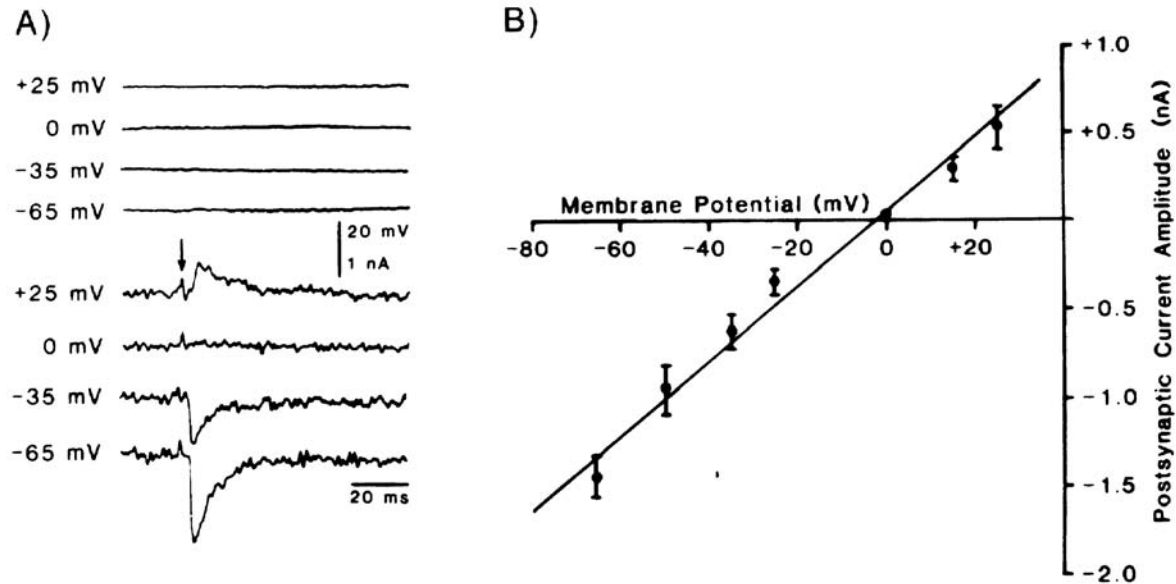 A)
+25 mV
0 mV
-35 mV
-65 mV
20 mV
1 nA
+25 mV
0 mV
-35 mV
-65 mV
20 ms
B)
+1.0
+0.5
Membrane Potential (mV)
-80 -60 -40 -20 0 +20
-0.5
-1.0
-1.5
-2.0
Postsynaptic Current Amplitude (nA)